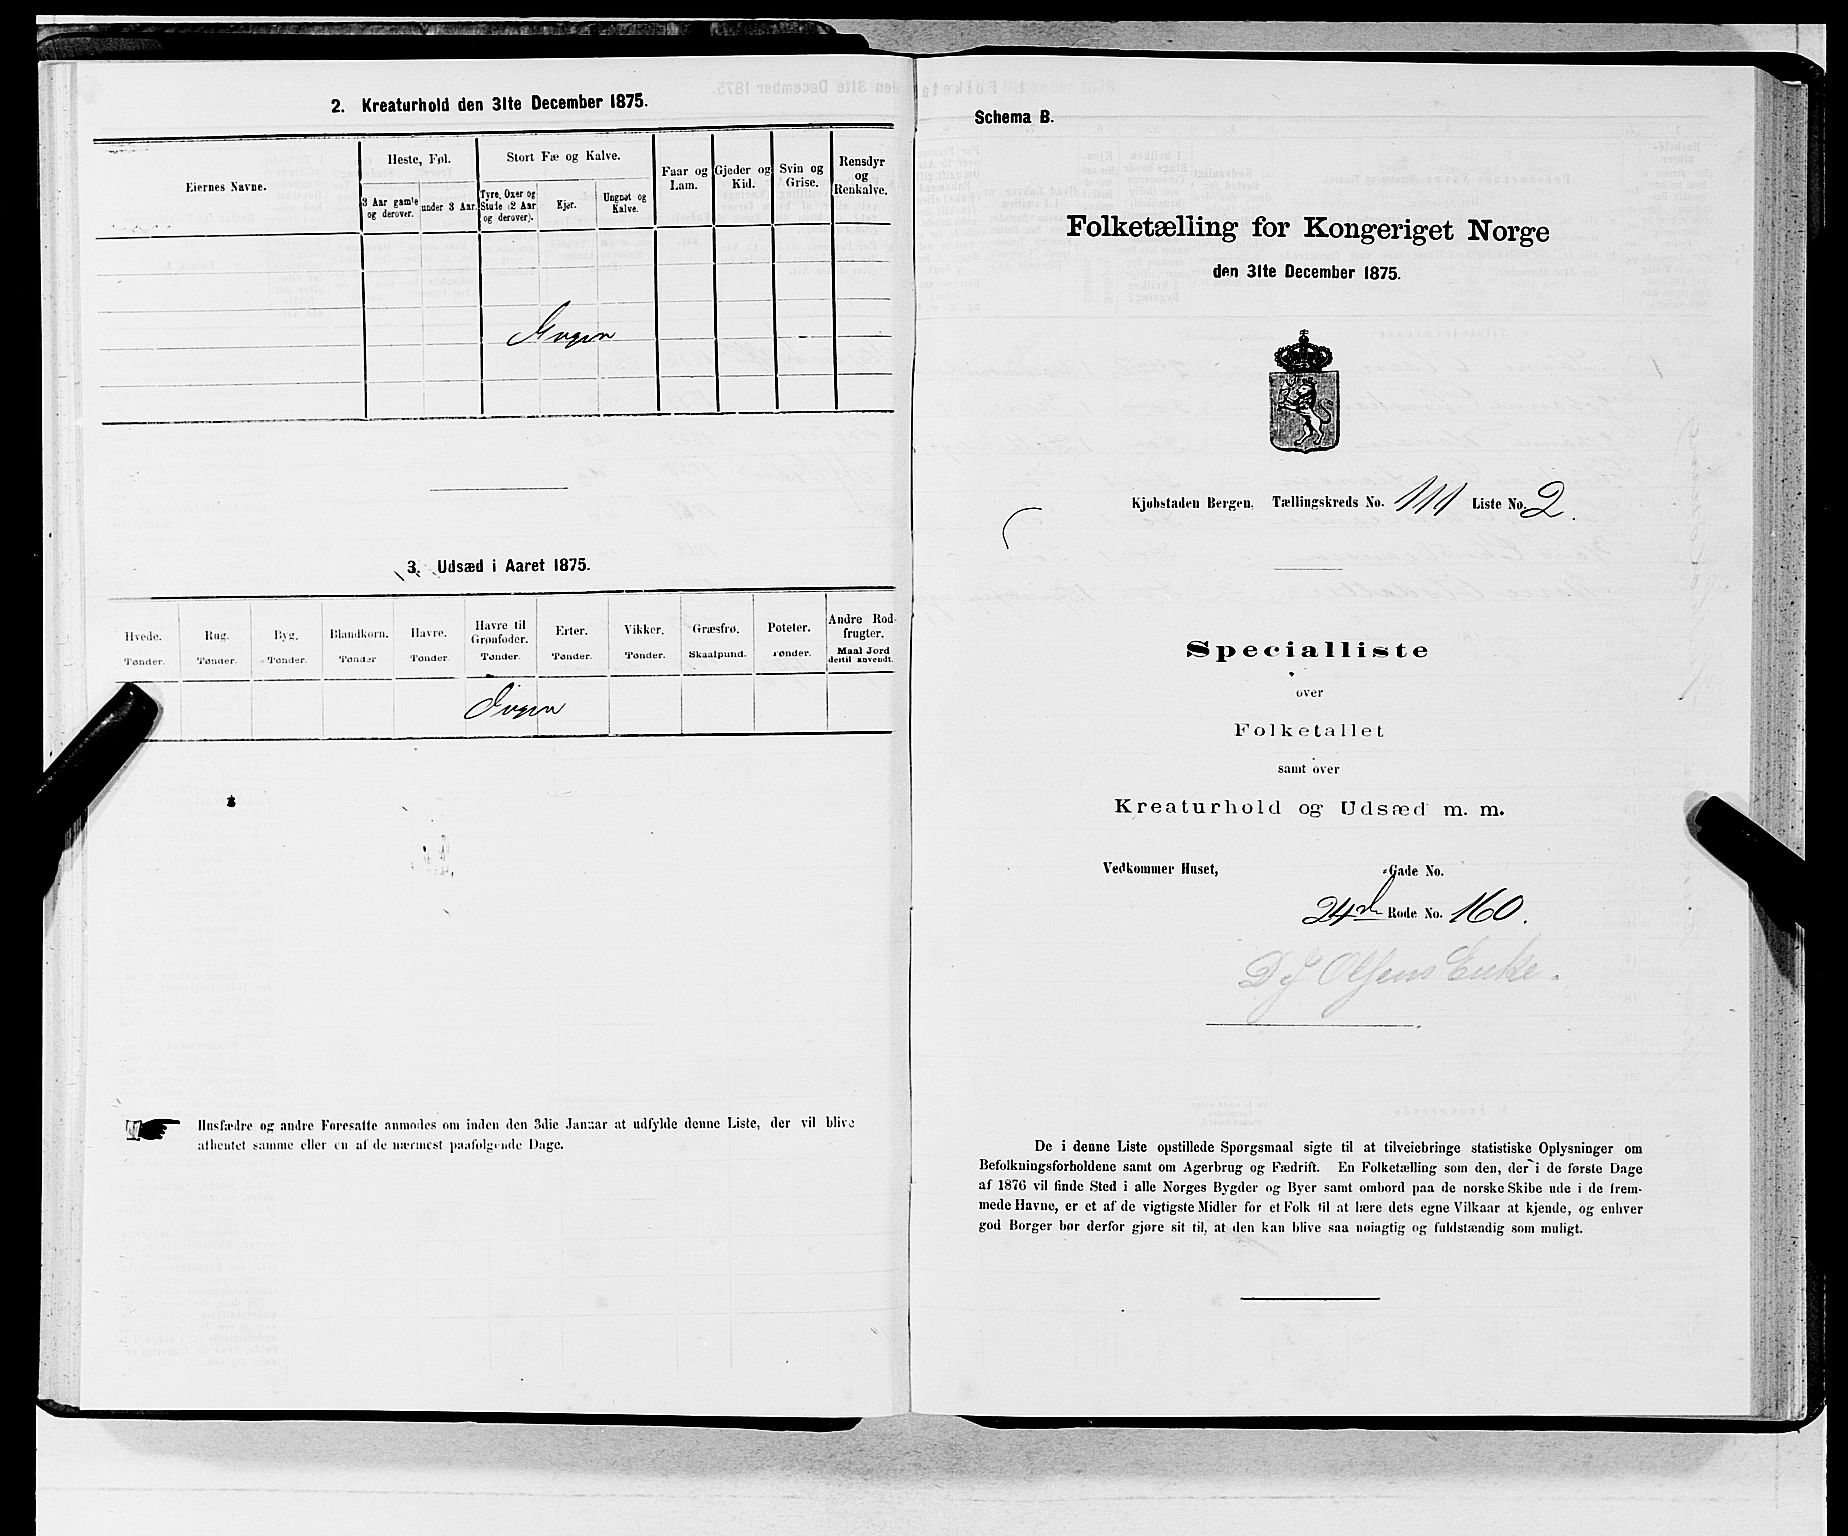 2. Kreaturhold den 31te December 1875.
Eiernes Navne.
Heste, Føl.
3 Aar gamle og derover.
under 3 Aar.
Stort Fæ og Kalve.
Tyre, Oxer og Stute (2 Aar og derover).
Kjør.
Ungnøt og Kalve.
Faar og Lam.
Gjeder og Kid.
Svin og Grise.
Rensdyr og Renkalve.
Ingen
3. Udsæd i Aaret 1875.
Hvede. Tønder.
Rug. Tønder.
Byg. Tønder.
Blandkorn. Tønder
Havre. Tønder.
Havre til Grønfoder. Tønder.
Erter. Tønder.
Vikker. Tønder.
Græsfrø. Skaalpund.
Poteter. Tønder.
Andre Rodfrugter. Maal Jord dertil anvendt.
Ingen
Husfædre og andre Foresatte anmodes om inden den 3die Januar at udfylde denne Liste, der vil blive
afhentet samme eller en af de nærmest paafølgende Dage.
Schema B.
Folketælling for Kongeriget Norge
den 31te December 1875.
Kjøbstaden Bergen. Tællingskreds No. 111 Liste No. 2.
Specialliste
over
Folketallet
samt over
Kreaturhold og Udsæd m. m.
Vedkommer Huset, Gade No.
24de Rode No. 160.
D J Olsens Enke.
De i denne Liste opstillede Spørgsmaal sigte til at tilveiebringe statistiske Oplysninger om
Befolkningsforholdene samt om Agerbrug og Fædrift. En Folketælling som den, der i de første Dage
af 1876 vil finde Sted i alle Norges Bygder og Byer samt ombord paa de norske Skibe ude i de frem-
mede Havne, er et af de vigtigste Midler for et Folk til at lære dets egne Vilkaar at kjende, og enhver
god Borger bør derfor gjøre sit til, at den kan blive saa nøiagtig og fuldstændig som muligt.